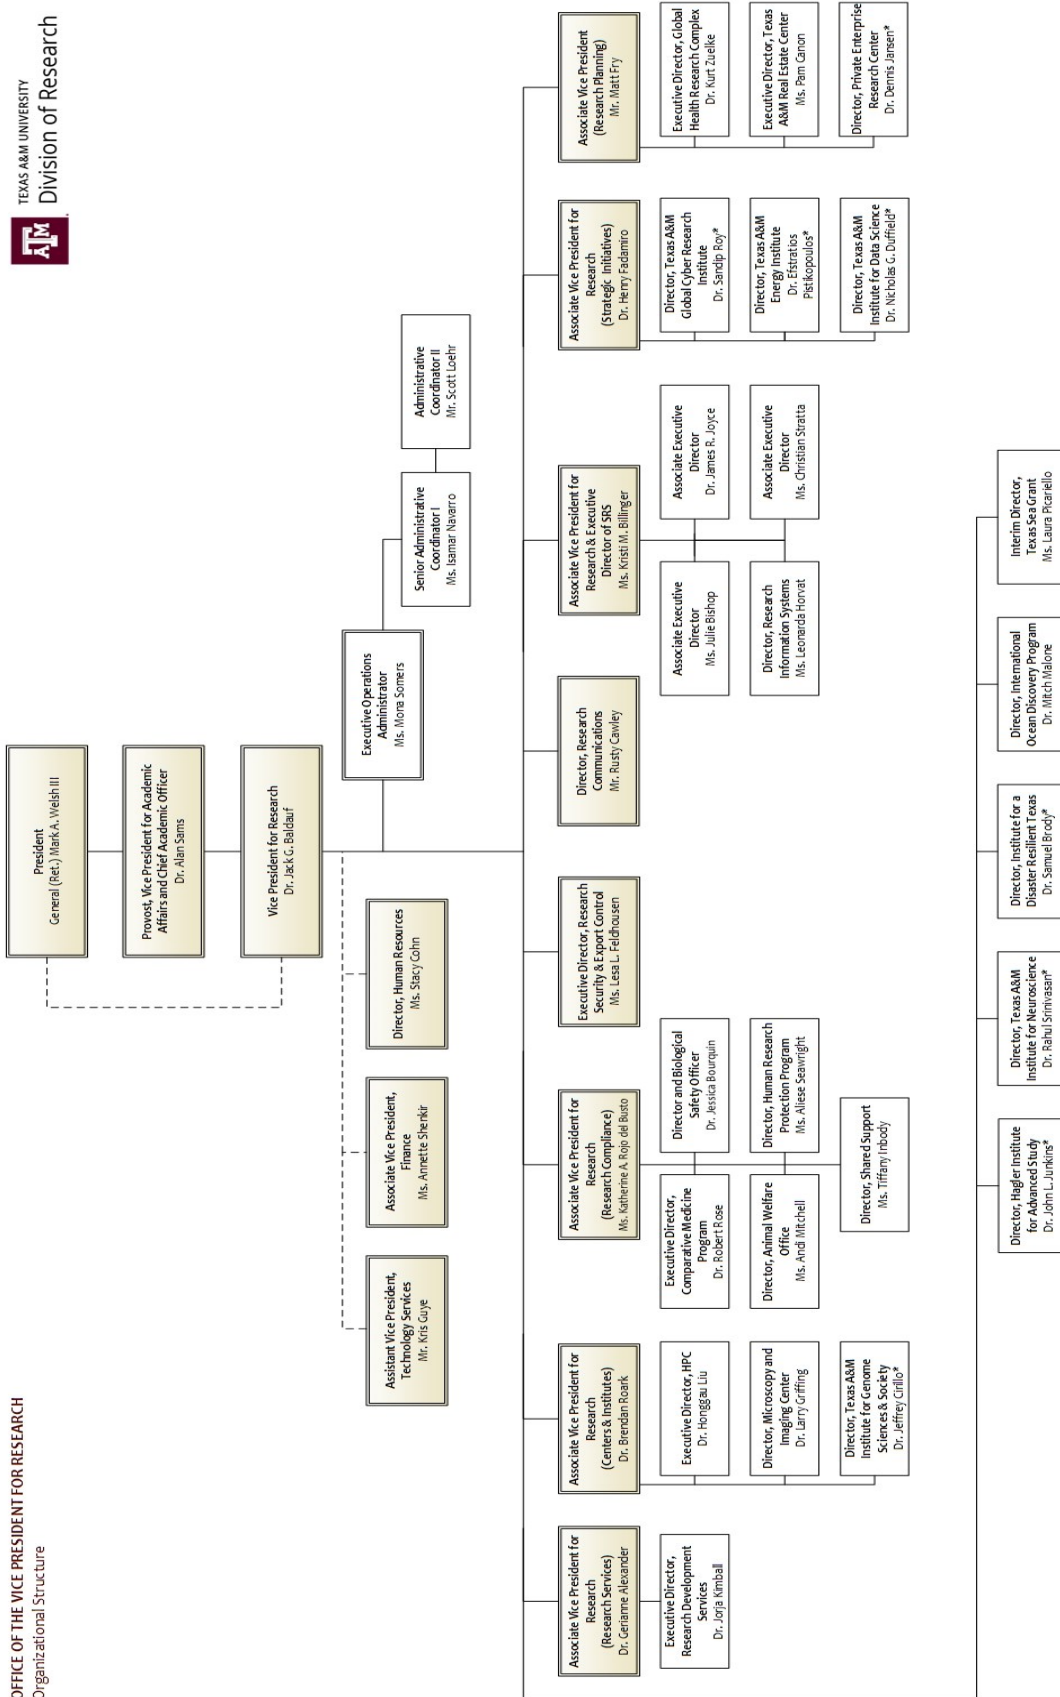 OFFICE OF THE VICE PRESIDENT FOR RESEARCH
Organizational Structure
TEXAS A&M UNIVERSITY
Division of Research
President
General (Ret.) Mark A. Welsh III
Provost, Vice President for Academic
Affairs and Chief Academic Officer
Dr. Alan Sams
Vice President for Research
Dr. Jack G. Baldauf
Executive Operations
Administrator
Ms. Mona Somers
Senior Administrative
Coordinator I
Ms. Isamar Navarro
Administrative
Coordinator II
Mr. Scott Loehr
Assistant Vice President,
Technology Services
Mr. Kris Guye
Associate Vice President,
Finance
Ms. Annette Shenkir
Director, Human Resources
Ms. Stacy Cohn
Associate Vice President for
Research
(Research Services)
Dr. Gerianne Alexander
Executive Director,
Research Development
Services
Dr. Jorja Kimball
Associate Vice President for
Research
(Centers & Institutes)
Dr. Brendan Roark
Executive Director, HPC
Dr. Honggau Liu
Director, Microscopy and
Imaging Center
Dr. Larry Griffing
Director, Texas A&M
Institute for Genome
Sciences & Society
Dr. Jeffrey Cirillo*
Associate Vice President for
Research
(Research Compliance)
Ms. Katherine A. Rojo del Busto
Executive Director,
Comparative Medicine
Program
Dr. Robert Rose
Director and Biological
Safety Officer
Dr. Jessica Bourquin
Director, Animal Welfare
Office
Ms. Andi Mitchell
Director, Human Research
Protection Program
Ms. Aliese Seawright
Director, Shared Support
Ms. Tiffany Inbody
Executive Director, Research
Security & Export Control
Ms. Lesa L. Feldhousen
Director, Research
Communications
Mr. Rusty Cawley
Associate Vice President for
Research & Executive
Director of SRS
Ms. Kristi M. Billinger
Associate Executive
Director
Ms. Julie Bishop
Associate Executive
Director
Dr. James R. Joyce
Director, Research
Information Systems
Ms. Leonarda Horvat
Associate Executive
Director
Ms. Christian Stratta
Associate Vice President for
Research
(Strategic Initiatives)
Dr. Henry Fadamiro
Director, Texas A&M
Global Cyber Research
Institute
Dr. Sandip Roy*
Director, Texas A&M
Energy Institute
Dr. Efstratios
Pistikopoulos*
Director, Texas A&M
Institute for Data Science
Dr. Nicholas G. Duffield*
Associate Vice President
(Research Planning)
Mr. Matt Fry
Executive Director, Global
Health Research Complex
Dr. Kurt Zuelke
Executive Director, Texas
A&M Real Estate Center
Ms. Pam Canon
Director, Private Enterprise
Research Center
Dr. Dennis Jansen*
Director, Hagler Institute
for Advanced Study
Dr. John L. Junkins*
Director, Texas A&M
Institute for Neuroscience
Dr. Rahul Srinivasan*
Director, Institute for a
Disaster Resilient Texas
Dr. Samuel Brody*
Director, International
Ocean Discovery Program
Dr. Mitch Malone
Interim Director,
Texas Sea Grant
Ms. Laura Picariello